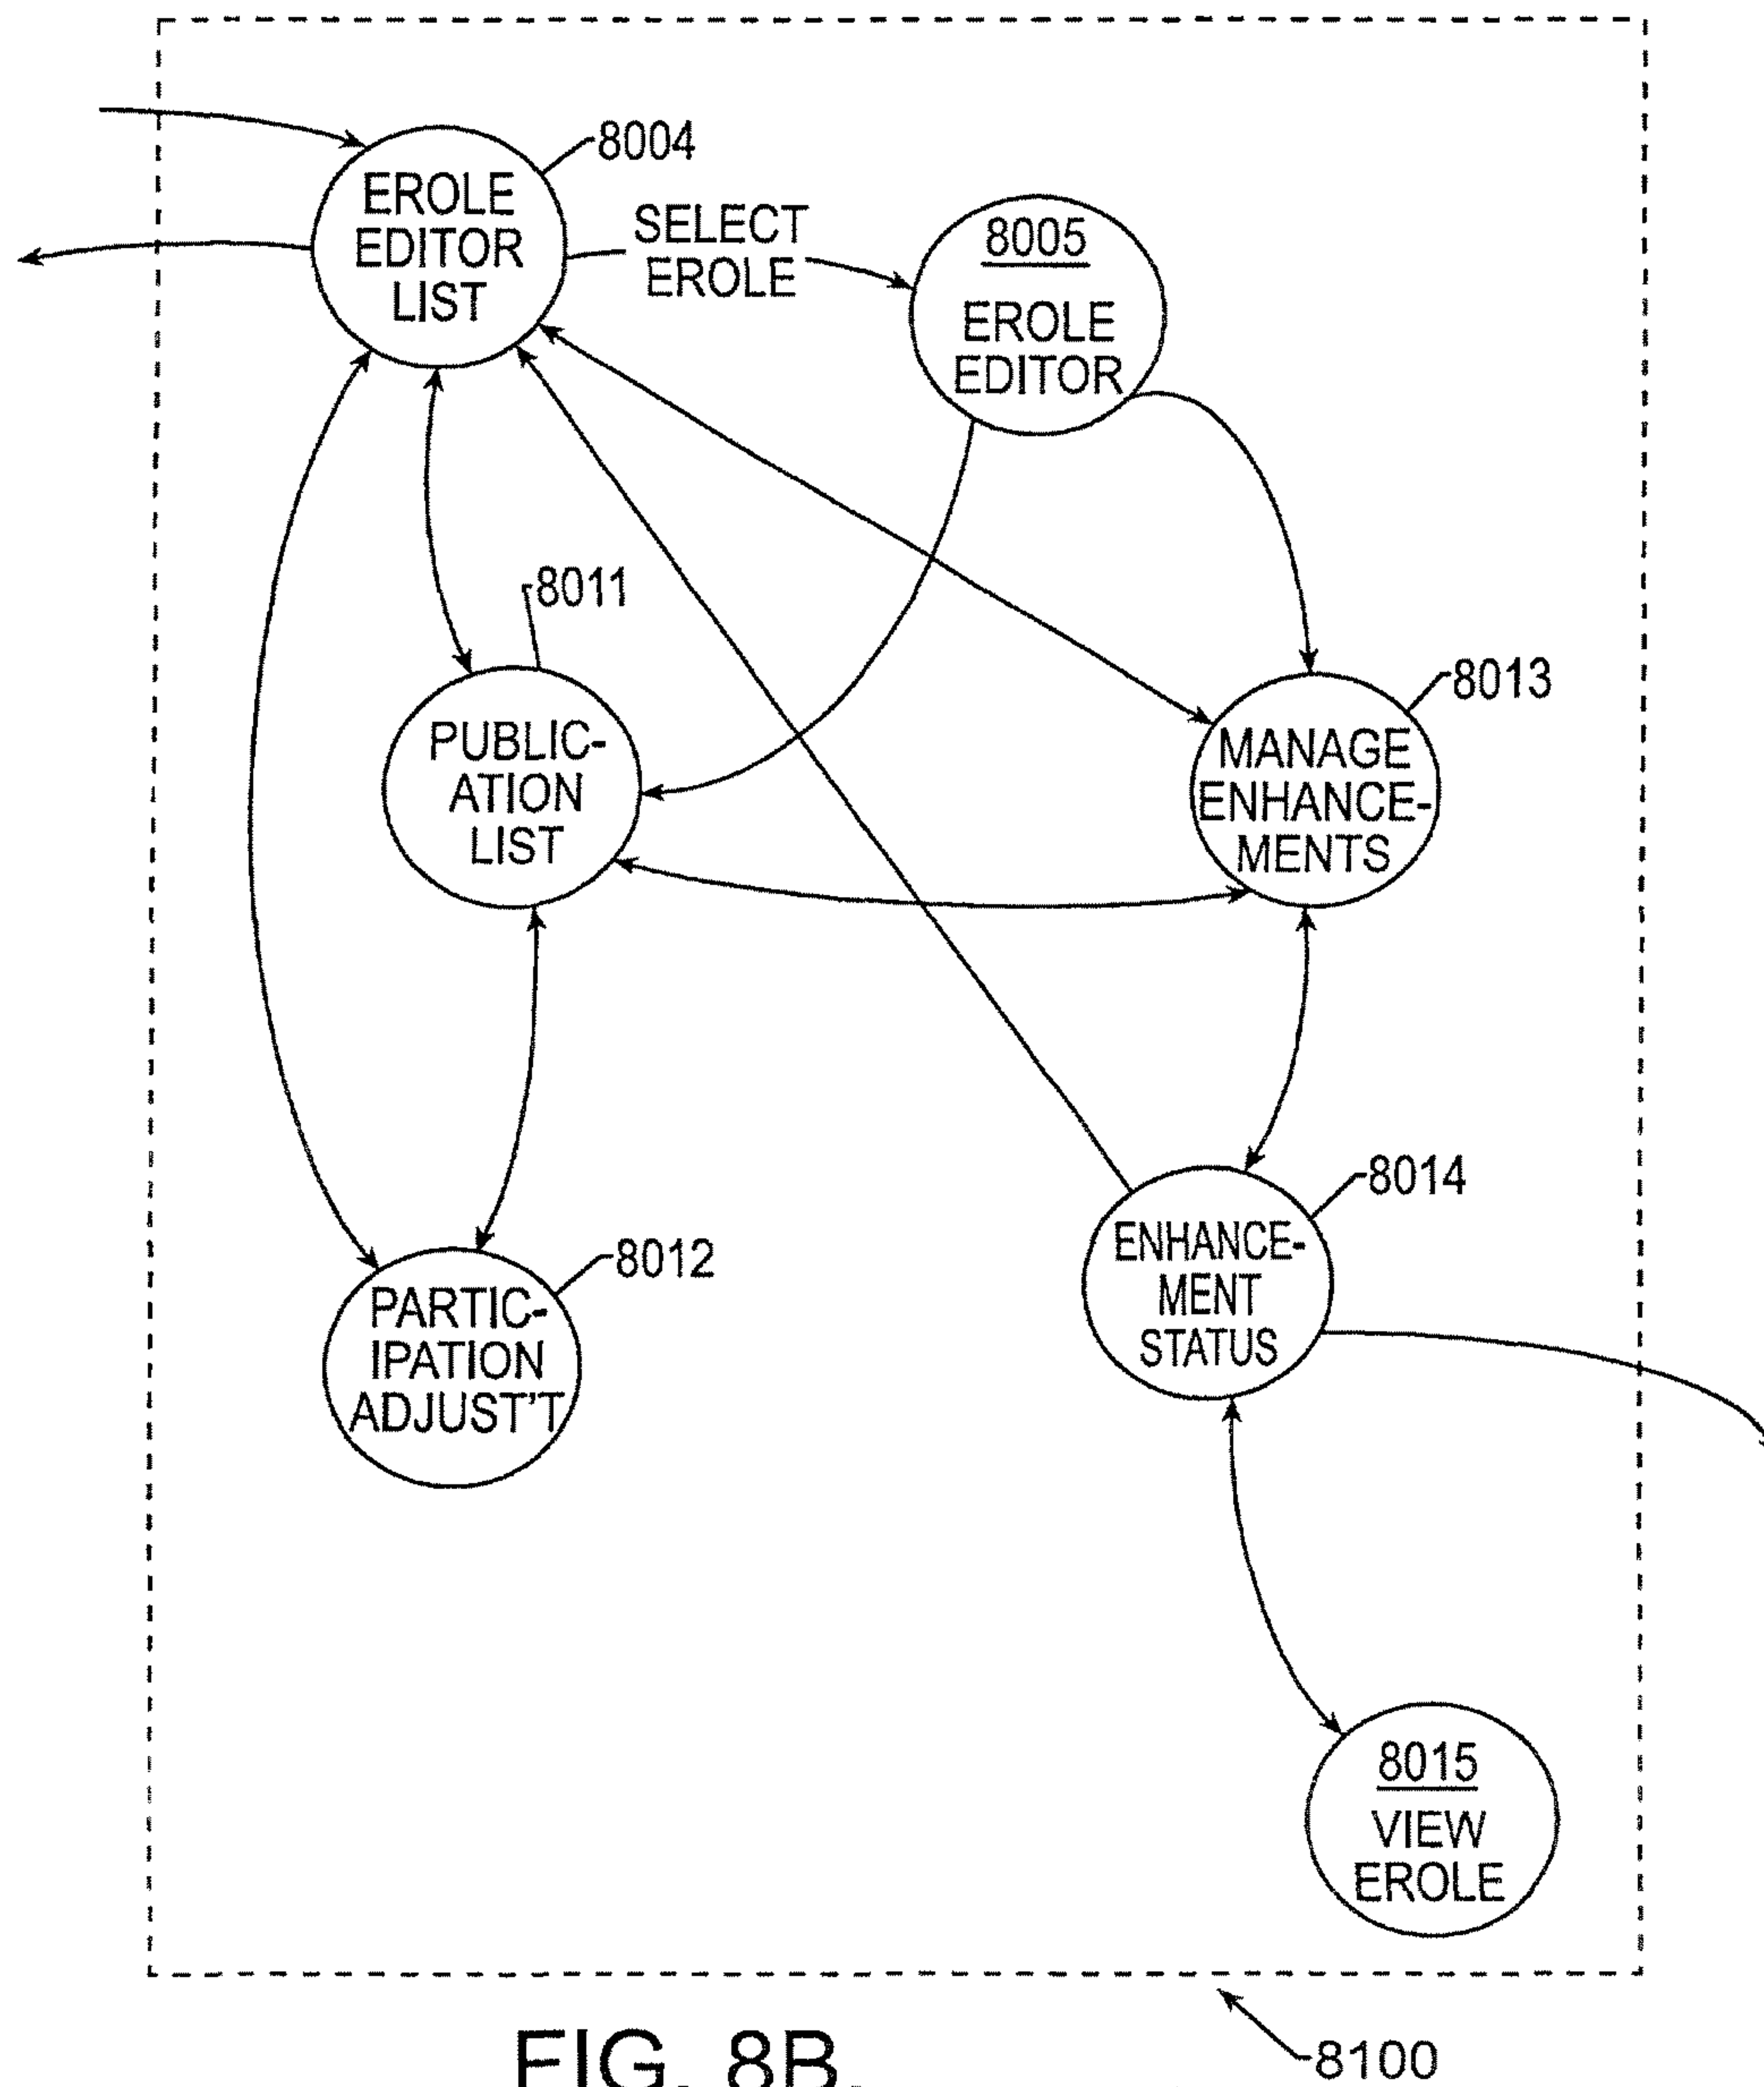 8004
EROLE
EDITOR
LIST
SELECT
EROLE
8005
EROLE
EDITOR
8011
PUBLIC-
ATION
LIST
8013
MANAGE
ENHANCE-
MENTS
8014
ENHANCE-
MENT
STATUS
8012
PARTIC-
IPATION
ADJUST'T
8015
VIEW
EROLE
FIG. 8B.
8100